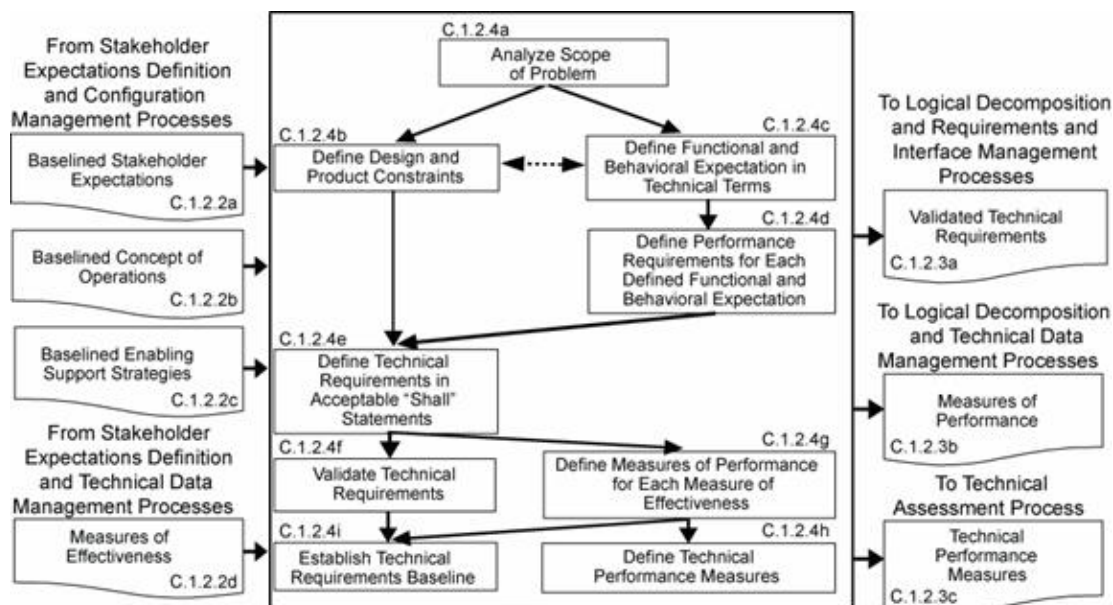 From Stakeholder
Expectations Definition
and Configuration
Management Processes
Baselined Stakeholder
Expectations
C.1.2.2a
Baselined Concept of
Operations
C.1.2.2b
Baselined Enabling
Support Strategies
C.1.2.2c
From Stakeholder
Expectations Definition
and Technical Data
Management Processes
Measures of
Effectiveness
C.1.2.2d
C.1.2.4a
Analyze Scope
of Problem
C.1.2.4b
Define Design and
Product Constraints
C.1.2.4c
Define Functional and
Behavioral Expectation in
Technical Terms
C.1.2.4d
Define Performance
Requirements for Each
Defined Functional and
Behavioral Expectation
C.1.2.4e
Define Technical
Requirements in
Acceptable “Shall”
Statements
C.1.2.4f
Validate Technical
Requirements
C.1.2.4g
Define Measures of Performance
for Each Measure of
Effectiveness
C.1.2.4i
Establish Technical
Requirements Baseline
C.1.2.4h
Define Technical
Performance Measures
To Logical Decomposition
and Requirements and
Interface Management
Processes
Validated Technical
Requirements
C.1.2.3a
To Logical Decomposition
and Technical Data
Management Processes
Measures of
Performance
C.1.2.3b
To Technical
Assessment Process
Technical
Performance
Measures
C.1.2.3c